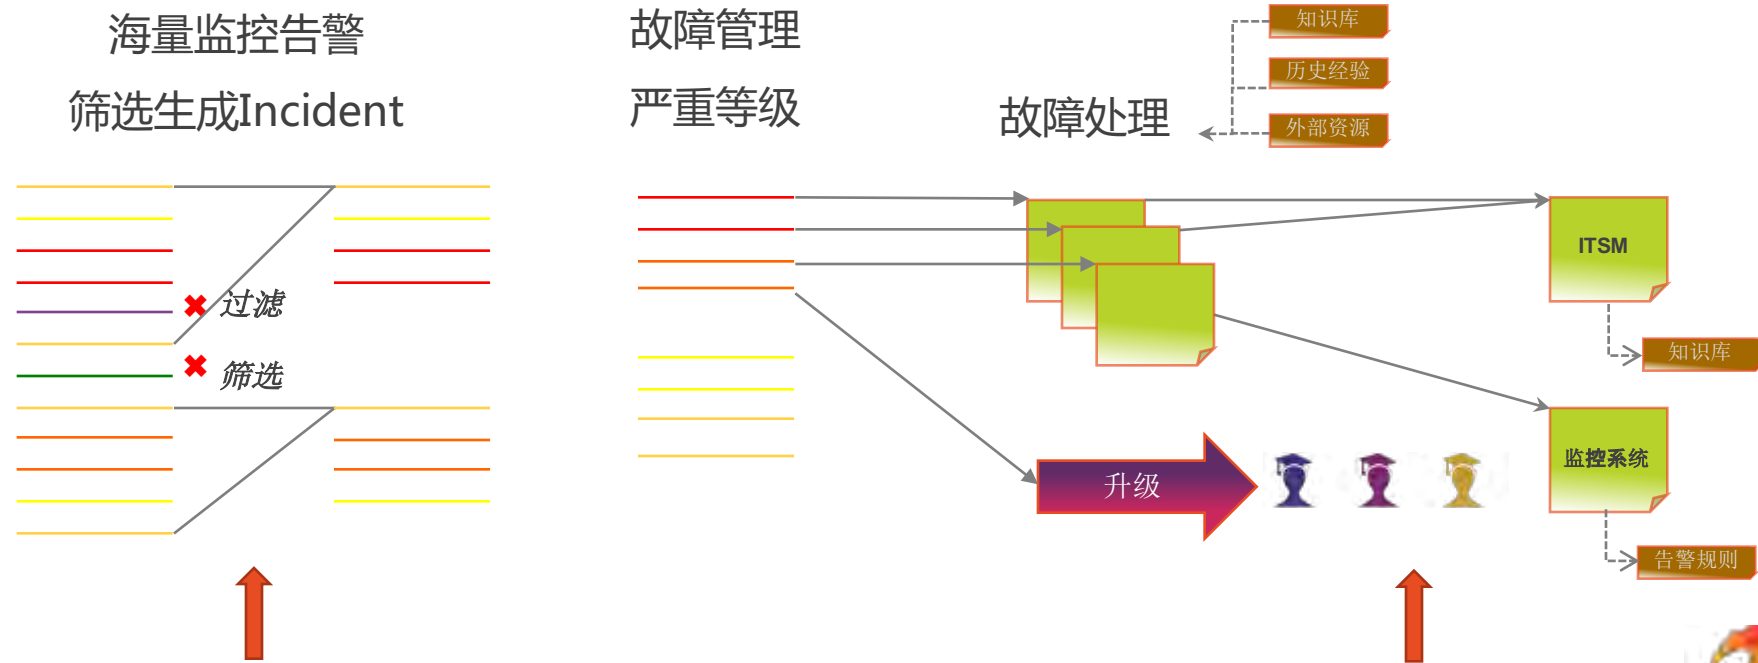 海量监控告警
筛选生成Incident
故障管理
严重等级
故障处理
知识库
历史经验
外部资源
过滤
筛选
ITSM
知识库
监控系统
升级
告警规则